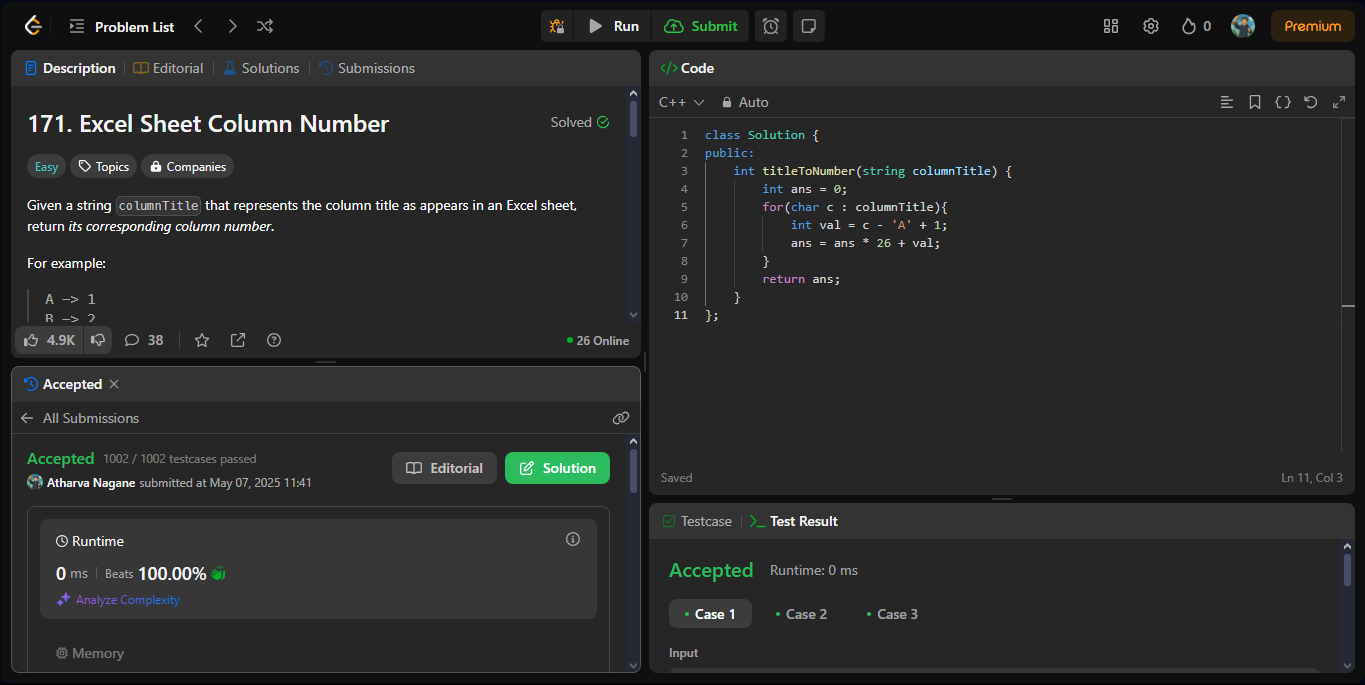 Problem List
Run
Submit
0
Premium
Description
Editorial
Solutions
Submissions
171. Excel Sheet Column Number
Solved
Easy
Topics
Companies
Given a string columnTitle that represents the column title as appears in an Excel sheet,
return its corresponding column number.
For example:
A -> 1
B -> 2
4.9K
38
26 Online
Accepted
All Submissions
Accepted 1002 / 1002 testcases passed
Atharva Nagane submitted at May 07, 2025 11:41
Editorial
Solution
Runtime
0 ms Beats 100.00%
Analyze Complexity
Memory
</> Code
C++
Auto
1 class Solution {
2 public:
3 int titleToNumber(string columnTitle) {
4 int ans = 0;
5 for(char c : columnTitle){
6 int val = c - 'A' + 1;
7 ans = ans * 26 + val;
8 }
9 return ans;
10 }
11 };
Saved
Ln 11, Col 3
Testcase
>_ Test Result
Accepted Runtime: 0 ms
• Case 1
• Case 2
• Case 3
Input